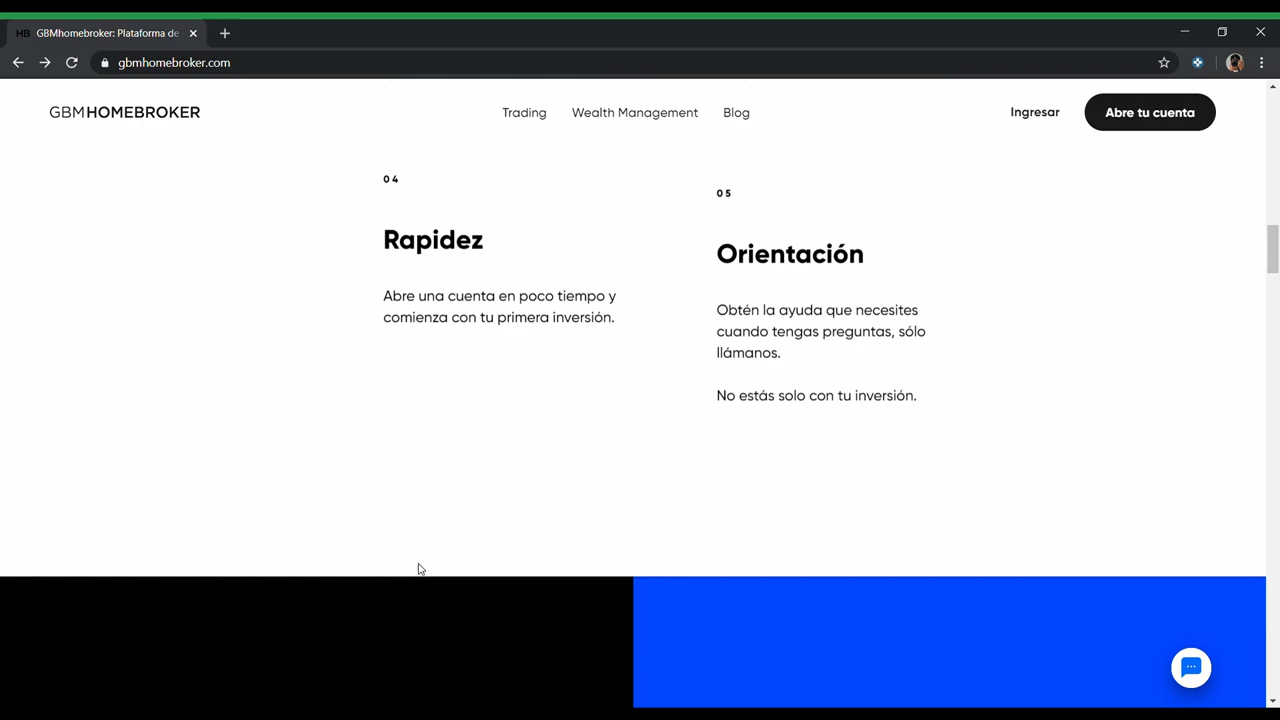 HB GBMhomebroker: Plataforma de
gbmhomebroker.com
GBMHOMEBROKER Trading Wealth Management Blog Ingresar Abre tu cuenta
04
Rapidez
Abre una cuenta en poco tiempo y
comienza con tu primera inversión.
05
Orientación
Obtén la ayuda que necesites
cuando tengas preguntas, sólo
llámanos.
No estás solo con tu inversión.